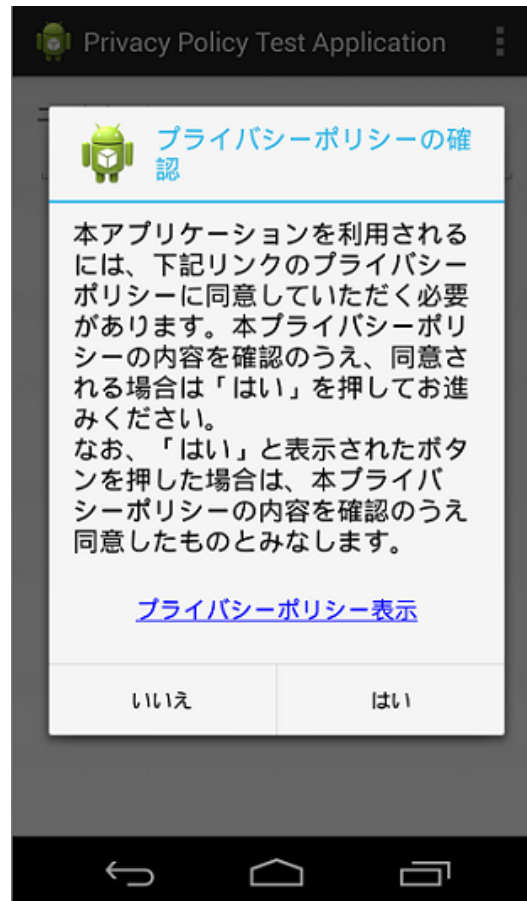 Privacy Policy Test Application
プライバシーポリシーの確
認
本アプリケーションを利用される
には、下記リンクのプライバシー
ポリシーに同意していただく必要
があります。本プライバシーポリ
シーの内容を確認のうえ、同意さ
れる場合は「はい」を押してお進
みください。
なお、「はい」と表示されたボタ
ンを押した場合は、本プライバ
シーポリシーの内容を確認のうえ
同意したものとみなします。
プライバシーポリシー表示
いいえ
はい